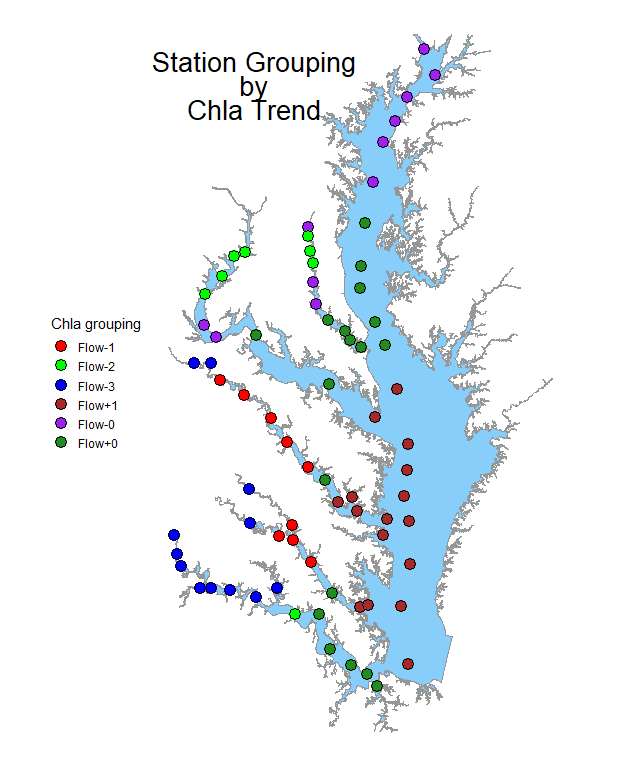 Station Grouping
by
Chla Trend
Chla grouping
Flow-1
Flow-2
Flow-3
Flow+1
Flow-0
Flow+0